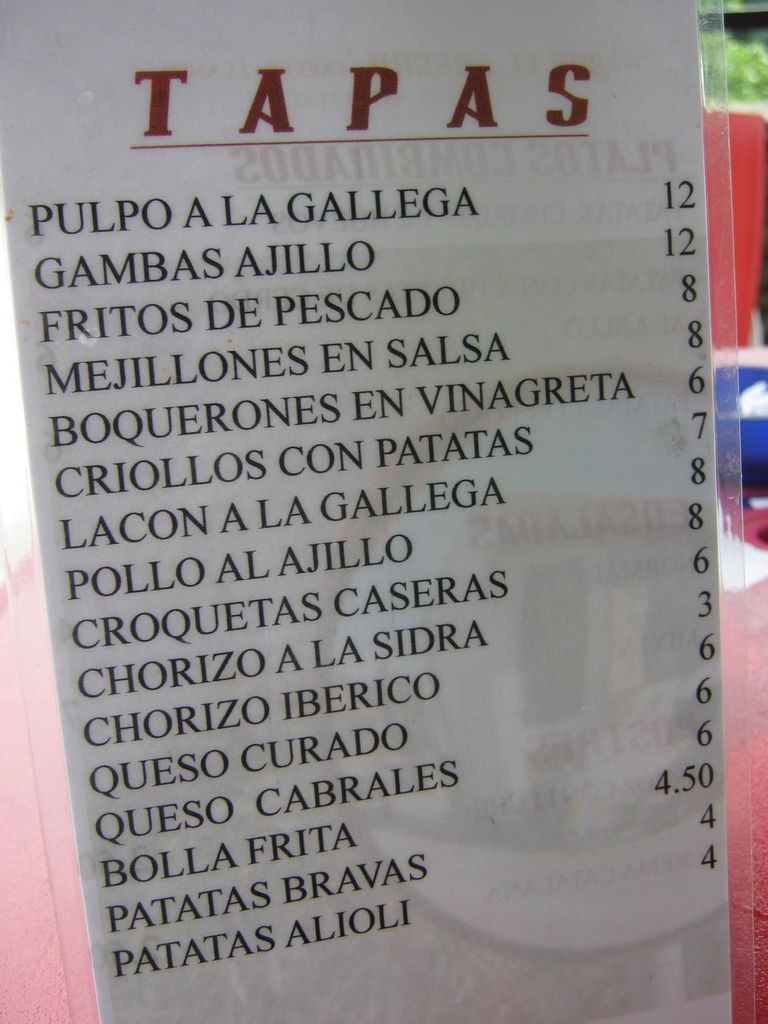 TAPAS
PULPO A LA GALLEGA 12
GAMBAS AJILLO 12
FRITOS DE PESCADO 8
MEJILLONES EN SALSA 8
BOQUERONES EN VINAGRETA 6
CRIOLLOS CON PATATAS 7
LACON A LA GALLEGA 8
POLLO AL AJILLO 8
CROQUETAS CASERAS 6
CHORIZO A LA SIDRA 3
CHORIZO IBERICO 6
QUESO CURADO 6
QUESO CABRALES 6
BOLLA FRITA 4.50
PATATAS BRAVAS 4
PATATAS ALIOLI 4